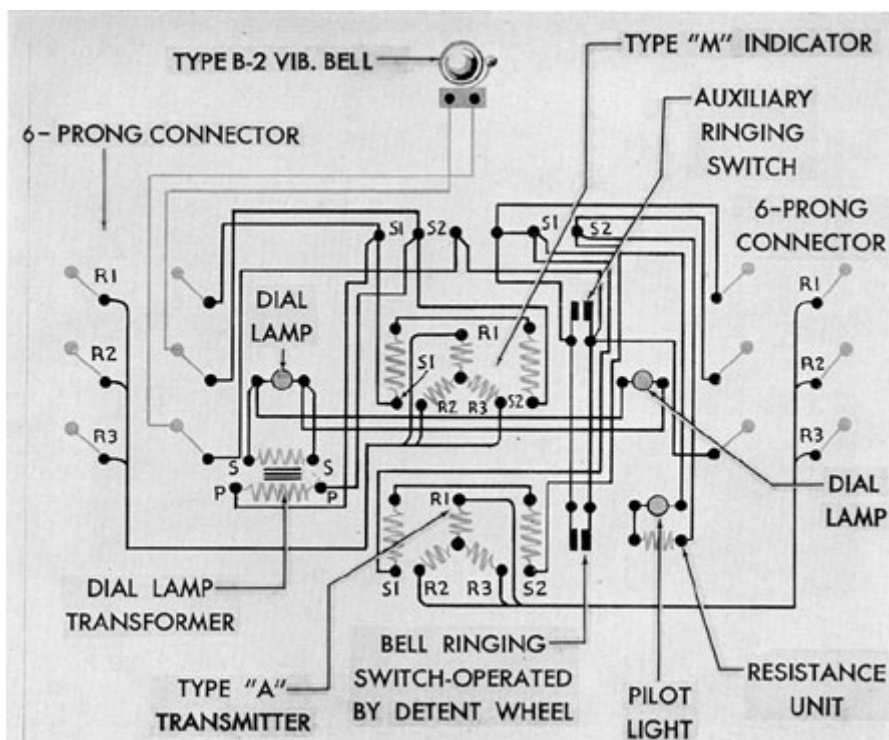 TYPE B-2 VIB. BELL
TYPE "M" INDICATOR
AUXILIARY
RINGING
SWITCH
6-PRONG CONNECTOR
6-PRONG
CONNECTOR
S1 S2
S1 S2
R1
R2
R3
DIAL
LAMP
R1
S1
R2 R3 S2
R1
R2
R3
S S
P P
DIAL
LAMP
R1
S1 R2 R3 S2
DIAL LAMP
TRANSFORMER
TYPE "A"
TRANSMITTER
BELL RINGING
SWITCH-OPERATED
BY DETENT WHEEL
PILOT
LIGHT
RESISTANCE
UNIT